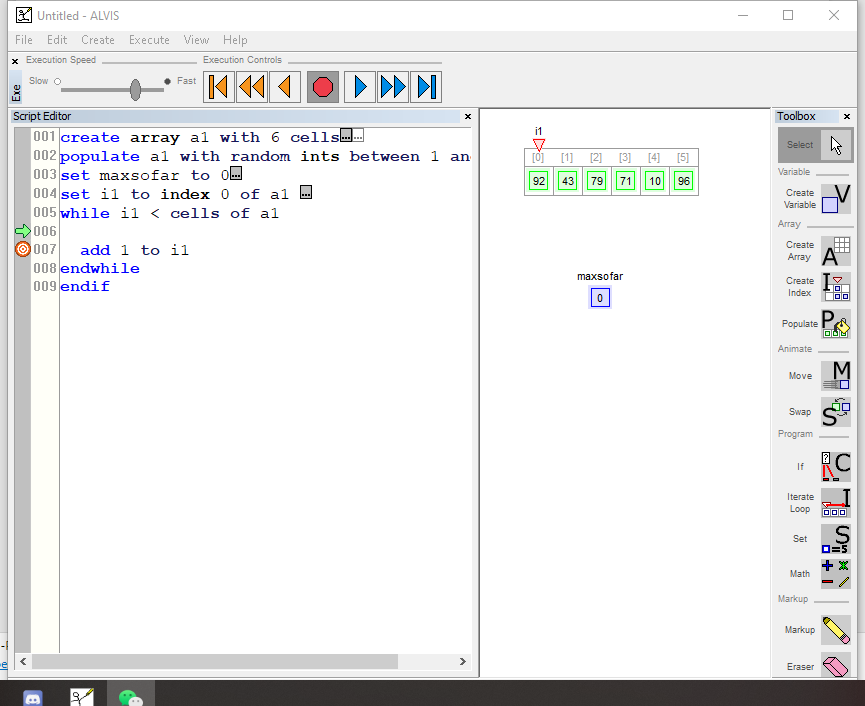 Untitled - ALVIS
File Edit Create Execute View Help
Exe
Execution Speed
Execution Controls
Slow
Fast
Script Editor
001 create array a1 with 6 cells
002 populate a1 with random ints between 1 an
003 set maxsofar to 0
004 set i1 to index 0 of a1
005 while i1 < cells of a1
006
007 add 1 to i1
008 endwhile
009 endif
i1
[0] [1] [2] [3] [4] [5]
92 43 79 71 10 96
maxsofar
0
Toolbox
Select
Variable
Create
Variable
V
Array
Create
Array
A
Create
Index
I
Populate
P
Animate
Move
M
Swap
S
Program
If
?
C
Iterate
Loop
I
Set
S
=5
Math
Markup
Markup
Eraser